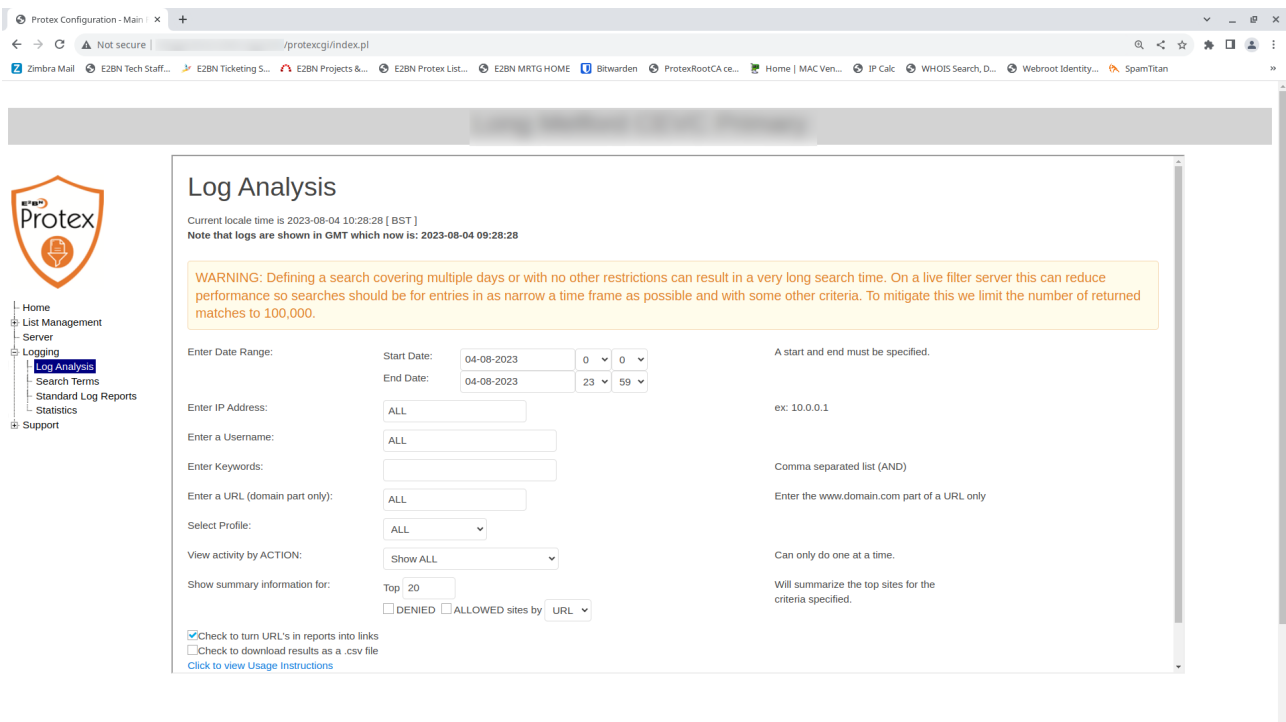 Protex Configuration - Main
Not secure | /protexcgi/index.pl
Zimbra Mail E2BN Tech Staff... E2BN Ticketing S... E2BN Projects &... E2BN Protex List... E2BN MRTG HOME Bitwarden ProtexRootCA ce... Home | MAC Ven... IP Calc WHOIS Search, D... Webroot Identity... SpamTitan »
E2BN
Protex
Home
List Management
Server
Logging
Log Analysis
Search Terms
Standard Log Reports
Statistics
Support
Log Analysis
Current locale time is 2023-08-04 10:28:28 [ BST ]
Note that logs are shown in GMT which now is: 2023-08-04 09:28:28
WARNING: Defining a search covering multiple days or with no other restrictions can result in a very long search time. On a live filter server this can reduce
performance so searches should be for entries in as narrow a time frame as possible and with some other criteria. To mitigate this we limit the number of returned
matches to 100,000.
Enter Date Range: Start Date: 04-08-2023 0 0 A start and end must be specified.
End Date: 04-08-2023 23 59
Enter IP Address: ALL ex: 10.0.0.1
Enter a Username: ALL
Enter Keywords: Comma separated list (AND)
Enter a URL (domain part only): ALL Enter the www.domain.com part of a URL only
Select Profile: ALL
View activity by ACTION: Show ALL Can only do one at a time.
Show summary information for: Top 20 Will summarize the top sites for the
criteria specified.
DENIED ALLOWED sites by URL
Check to turn URL's in reports into links
Check to download results as a .csv file
Click to view Usage Instructions